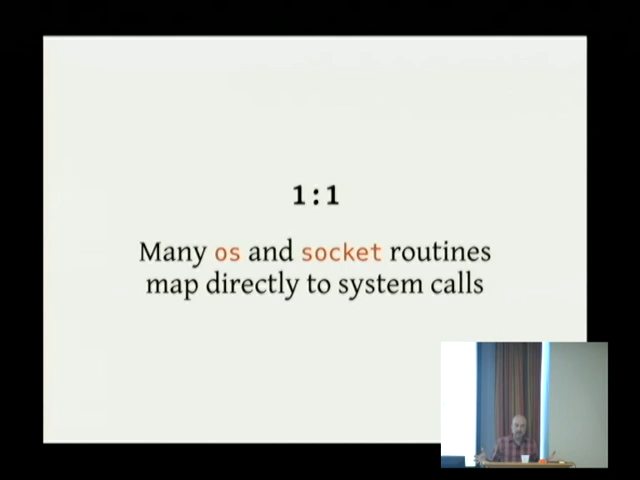 1:1
Many os and socket routines
map directly to system calls